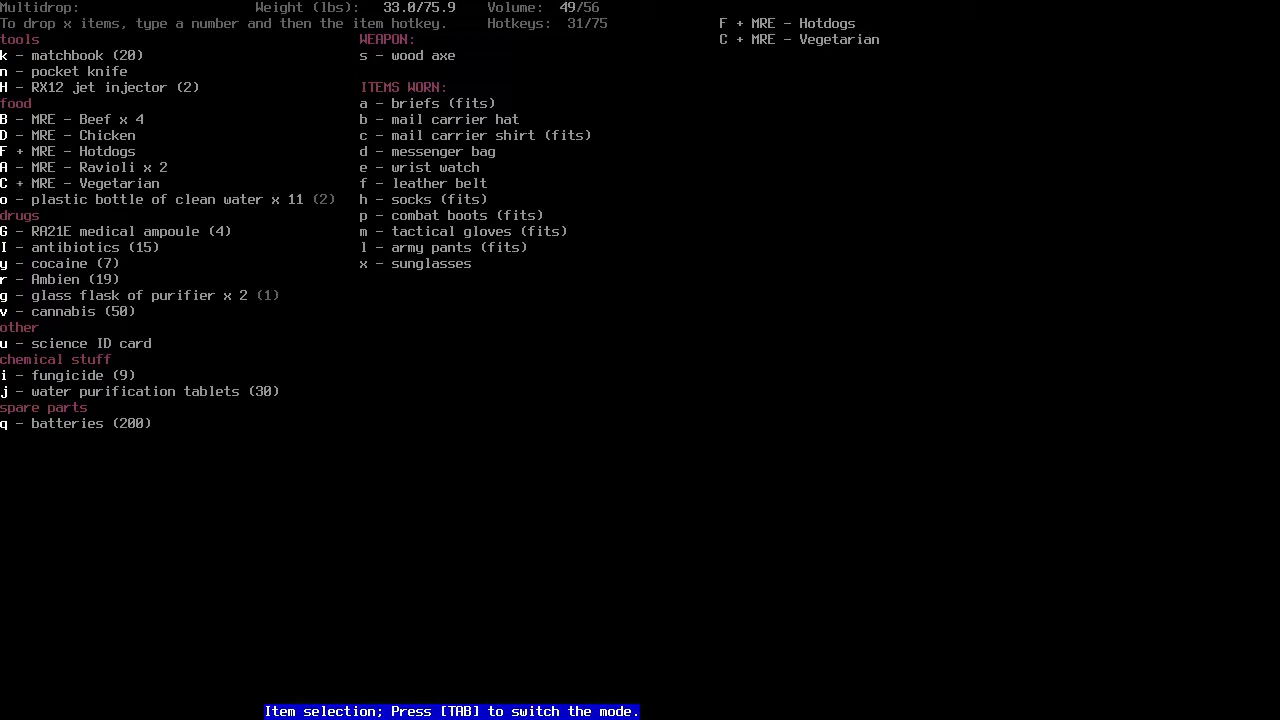 Multidrop: Weight (lbs): 33.0/75.9 Volume: 49/56
To drop x items, type a number and then the item hotkey. Hotkeys: 31/75
tools
k - matchbook (20)
n - pocket knife
H - RX12 jet injector (2)
food
B - MRE - Beef x 4
D - MRE - Chicken
F + MRE - Hotdogs
A - MRE - Ravioli x 2
C + MRE - Vegetarian
o - plastic bottle of clean water x 11 (2)
drugs
G - RA21E medical ampoule (4)
I - antibiotics (15)
y - cocaine (7)
r - Ambien (19)
g - glass flask of purifier x 2 (1)
v - cannabis (50)
other
u - science ID card
chemical stuff
i - fungicide (9)
j - water purification tablets (30)
spare parts
q - batteries (200)
WEAPON:
s - wood axe
ITEMS WORN:
a - briefs (fits)
b - mail carrier hat
c - mail carrier shirt (fits)
d - messenger bag
e - wrist watch
f - leather belt
h - socks (fits)
p - combat boots (fits)
m - tactical gloves (fits)
l - army pants (fits)
x - sunglasses
F + MRE - Hotdogs
C + MRE - Vegetarian
Item selection; Press [TAB] to switch the mode.